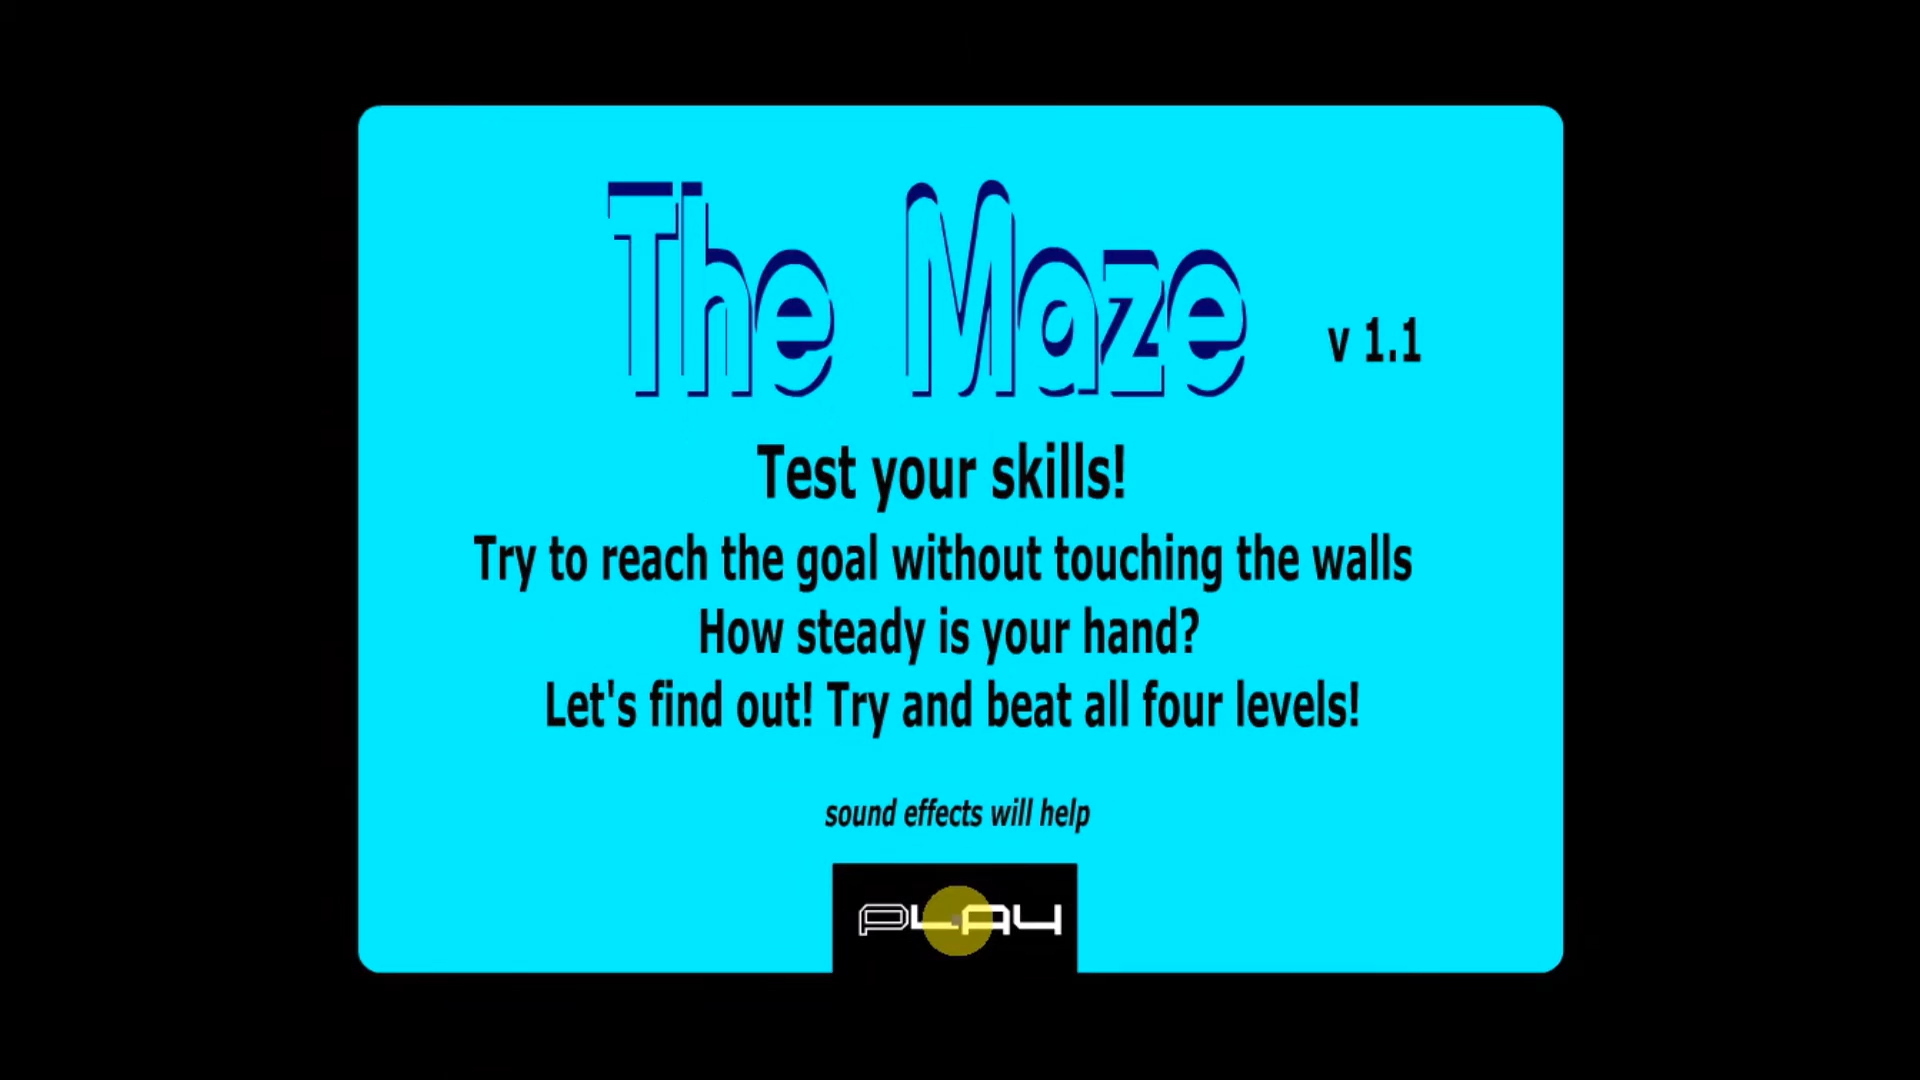 The Maze
v 1.1
Test your skills!
Try to reach the goal without touching the walls
How steady is your hand?
Let's find out! Try and beat all four levels!
sound effects will help
PLAY